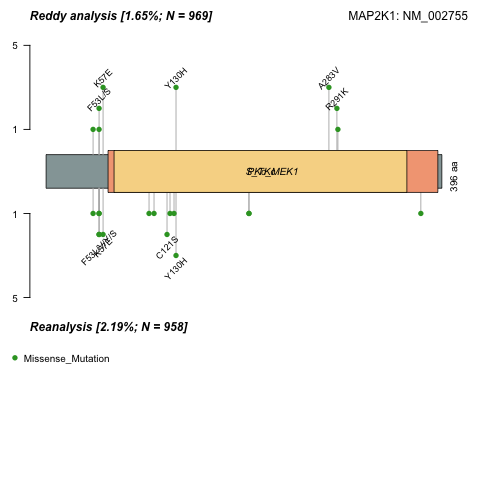 Reddy analysis [1.65%; N = 969]
MAP2K1: NM_002755
5
K57E
Y130H
A283V
F53L/S
R291K
1
396 aa
1
C121S
Y130H
5
Reanalysis [2.19%; N = 958]
Missense_Mutation